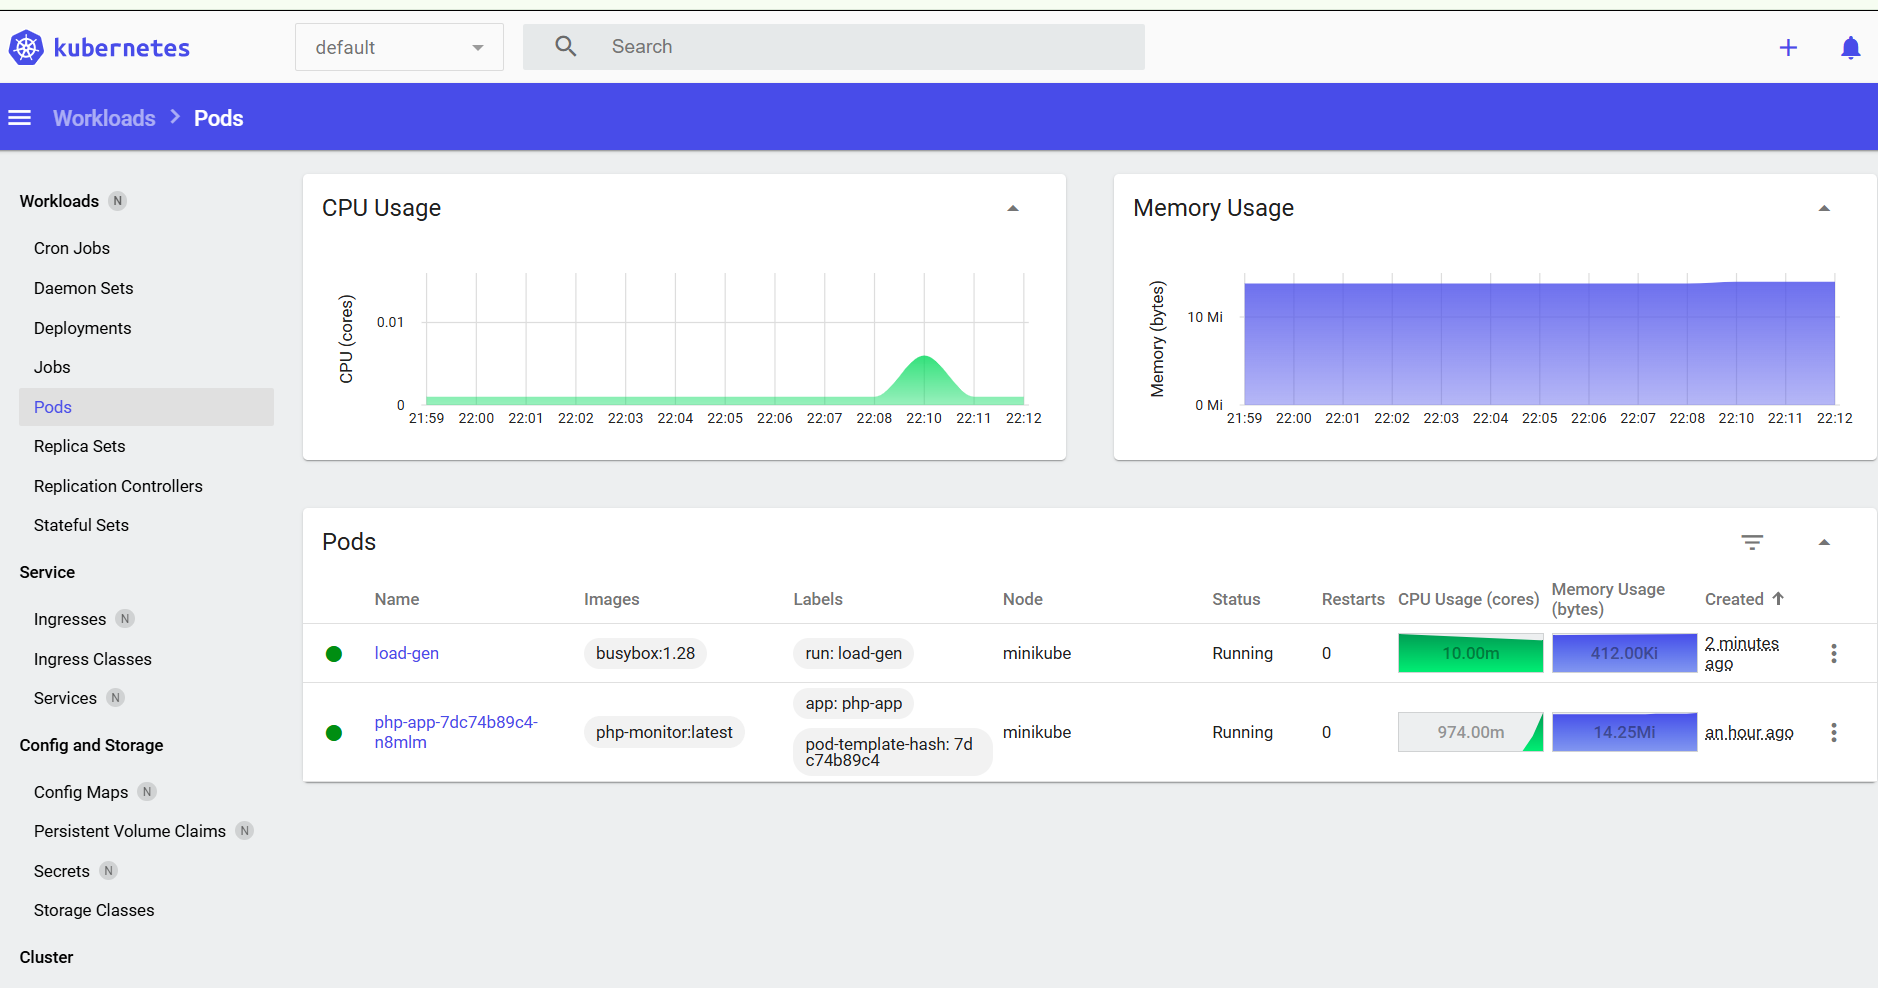 kubernetes
default
Search
Workloads
Pods
Workloads N
Cron Jobs
Daemon Sets
Deployments
Jobs
Pods
Replica Sets
Replication Controllers
Stateful Sets
Service
Ingresses N
Ingress Classes
Services N
Config and Storage
Config Maps N
Persistent Volume Claims N
Secrets N
Storage Classes
Cluster
CPU Usage
CPU (cores)
0.01
0
21:59 22:00 22:01 22:02 22:03 22:04 22:05 22:06 22:07 22:08 22:10 22:11 22:12
Memory Usage
Memory (bytes)
10 Mi
0 Mi
21:59 22:00 22:01 22:02 22:03 22:04 22:05 22:06 22:07 22:08 22:10 22:11 22:12
Pods
Name Images Labels Node Status Restarts CPU Usage (cores) Memory Usage
(bytes) Created
load-gen busybox:1.28 run: load-gen minikube Running 0 10.00m 412.00Ki 2 minutes
ago
php-app-7dc74b89c4-
n8mlm
php-monitor:latest
app: php-app
pod-template-hash: 7d
c74b89c4
minikube Running 0 974.00m 14.25Mi an hour ago